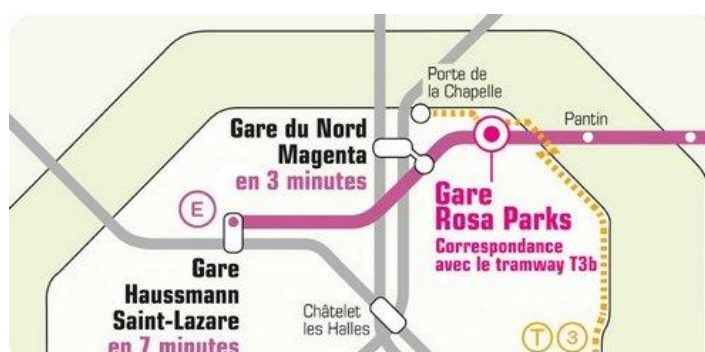 Porte de
la Chapelle
Pantin
Gare du Nord
Magenta
en 3 minutes
E
Gare
Rosa Parks
Correspondance
avec le tramway T3b
Gare
Haussmann
Saint-Lazare
en 7 minutes
Châtelet
les Halles
T 3